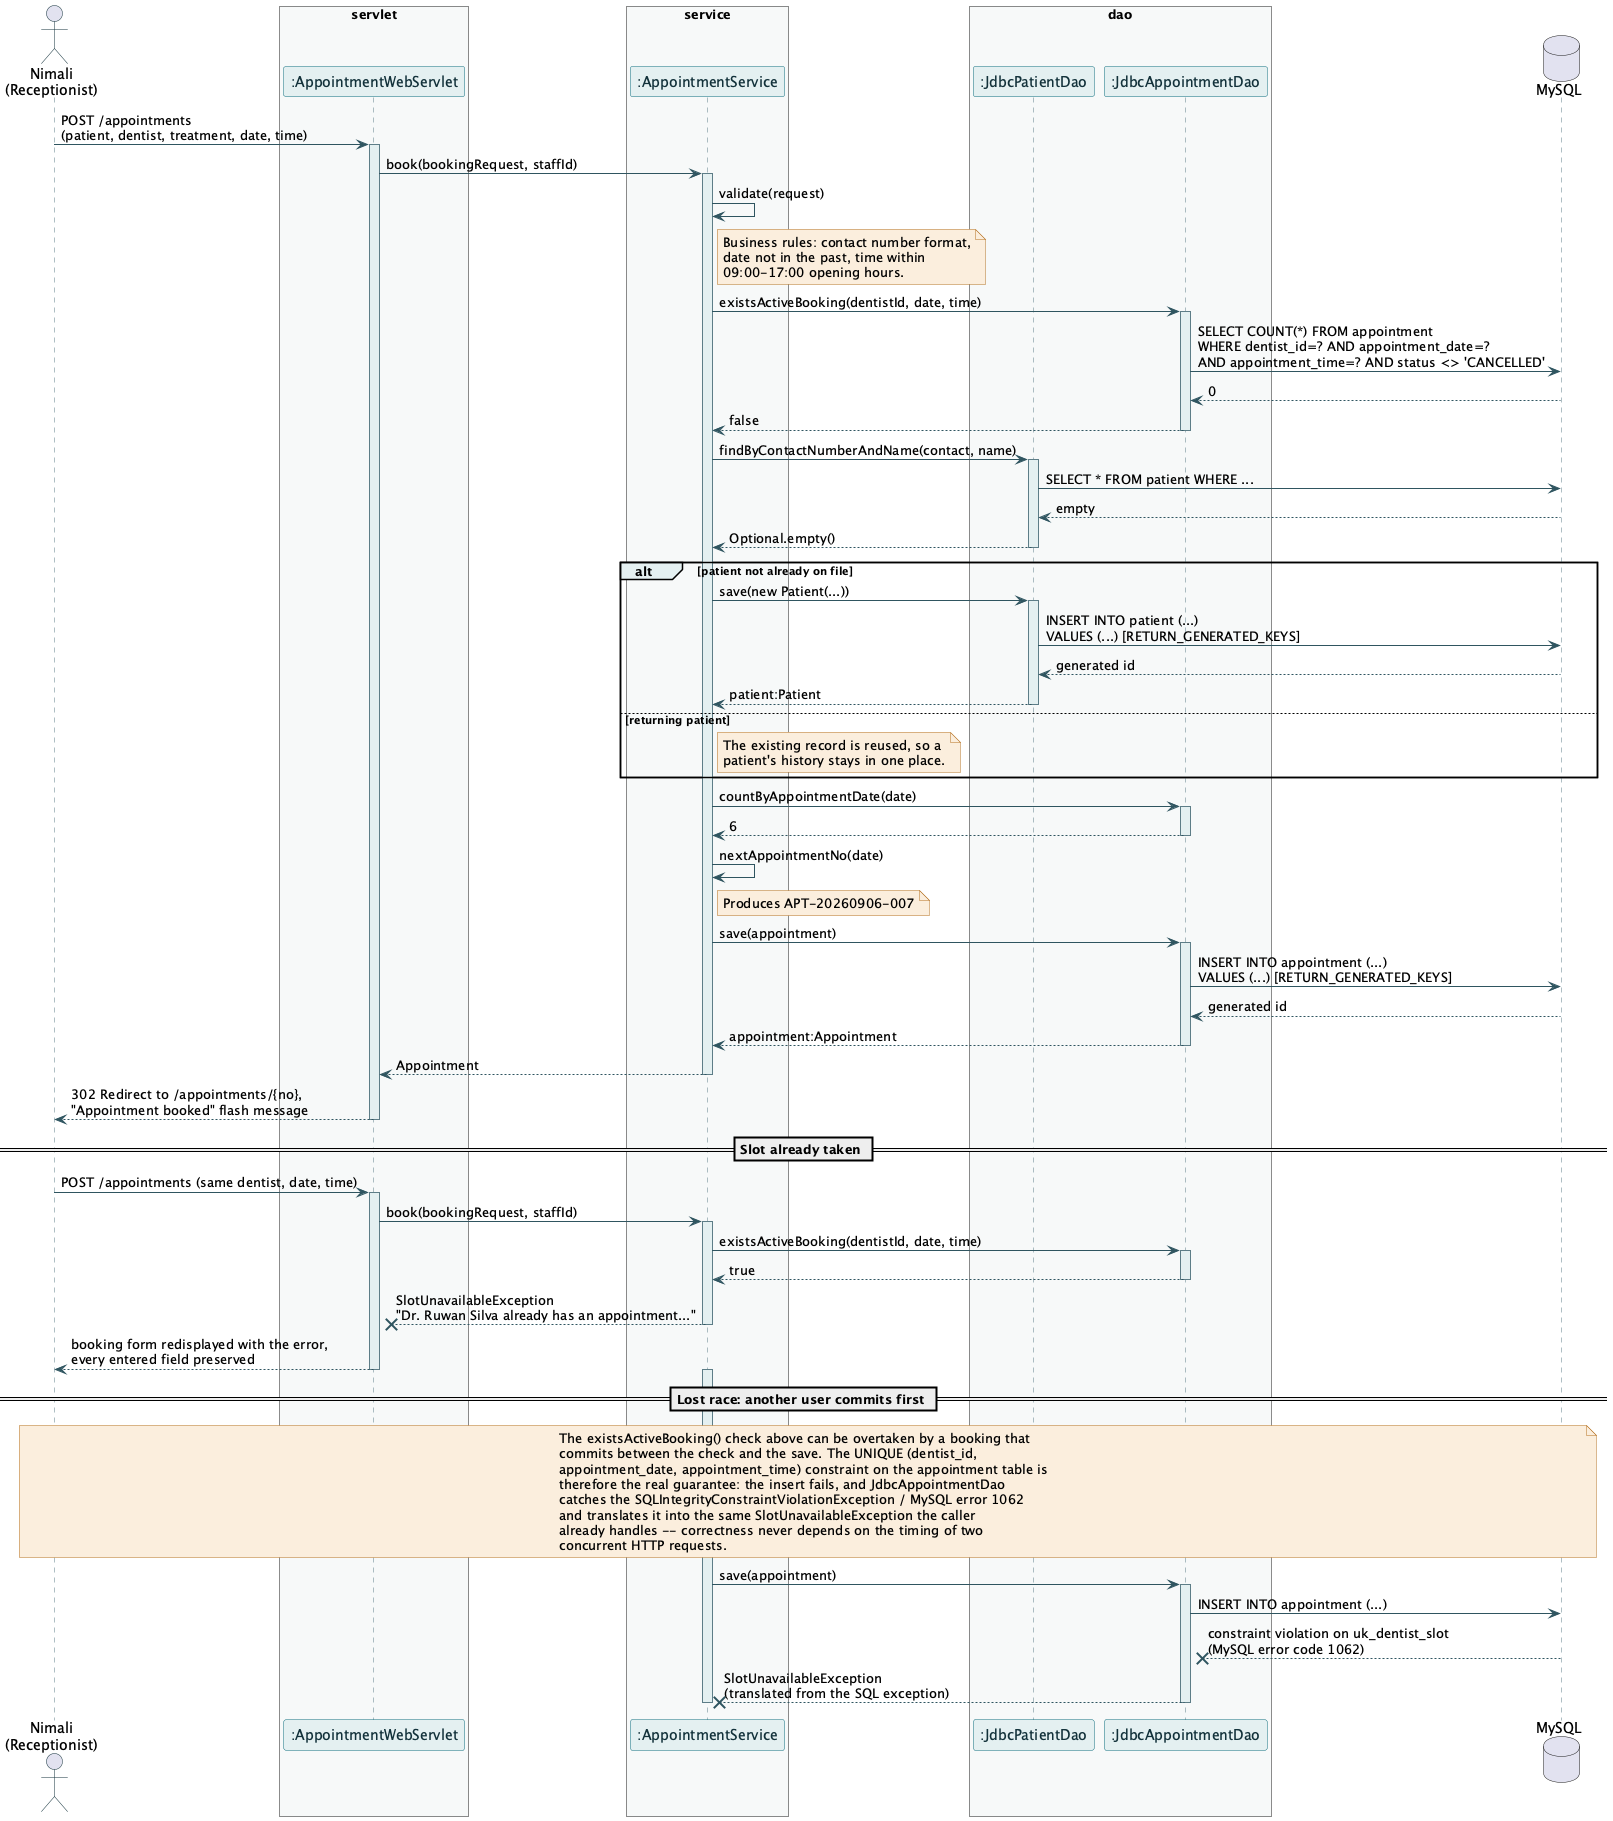 servlet
service
dao
Nimali
(Receptionist)
:AppointmentWebServlet
:AppointmentService
:JdbcPatientDao
:JdbcAppointmentDao
MySQL
POST /appointments
(patient, dentist, treatment, date, time)
book(bookingRequest, staffId)
validate(request)
Business rules: contact number format,
date not in the past, time within
09:00-17:00 opening hours.
existsActiveBooking(dentistId, date, time)
SELECT COUNT(*) FROM appointment
WHERE dentist_id=? AND appointment_date=?
AND appointment_time=? AND status <> 'CANCELLED'
0
false
findByContactNumberAndName(contact, name)
SELECT * FROM patient WHERE ...
empty
Optional.empty()
alt
[patient not already on file]
save(new Patient(...))
INSERT INTO patient (...)
VALUES (...) [RETURN_GENERATED_KEYS]
generated id
patient:Patient
[returning patient]
The existing record is reused, so a
patient's history stays in one place.
countByAppointmentDate(date)
6
nextAppointmentNo(date)
Produces APT-20260906-007
save(appointment)
INSERT INTO appointment (...)
VALUES (...) [RETURN_GENERATED_KEYS]
generated id
appointment:Appointment
Appointment
302 Redirect to /appointments/{no},
"Appointment booked" flash message
Slot already taken
POST /appointments (same dentist, date, time)
book(bookingRequest, staffId)
existsActiveBooking(dentistId, date, time)
true
SlotUnavailableException
"Dr. Ruwan Silva already has an appointment..."
booking form redisplayed with the error,
every entered field preserved
Lost race: another user commits first
The existsActiveBooking() check above can be overtaken by a booking that
commits between the check and the save. The UNIQUE (dentist_id,
appointment_date, appointment_time) constraint on the appointment table is
therefore the real guarantee: the insert fails, and JdbcAppointmentDao
catches the SQLIntegrityConstraintViolationException / MySQL error 1062
and translates it into the same SlotUnavailableException the caller
already handles -- correctness never depends on the timing of two
concurrent HTTP requests.
save(appointment)
INSERT INTO appointment (...)
constraint violation on uk_dentist_slot
(MySQL error code 1062)
SlotUnavailableException
(translated from the SQL exception)
Nimali
(Receptionist)
:AppointmentWebServlet
:AppointmentService
:JdbcPatientDao
:JdbcAppointmentDao
MySQL